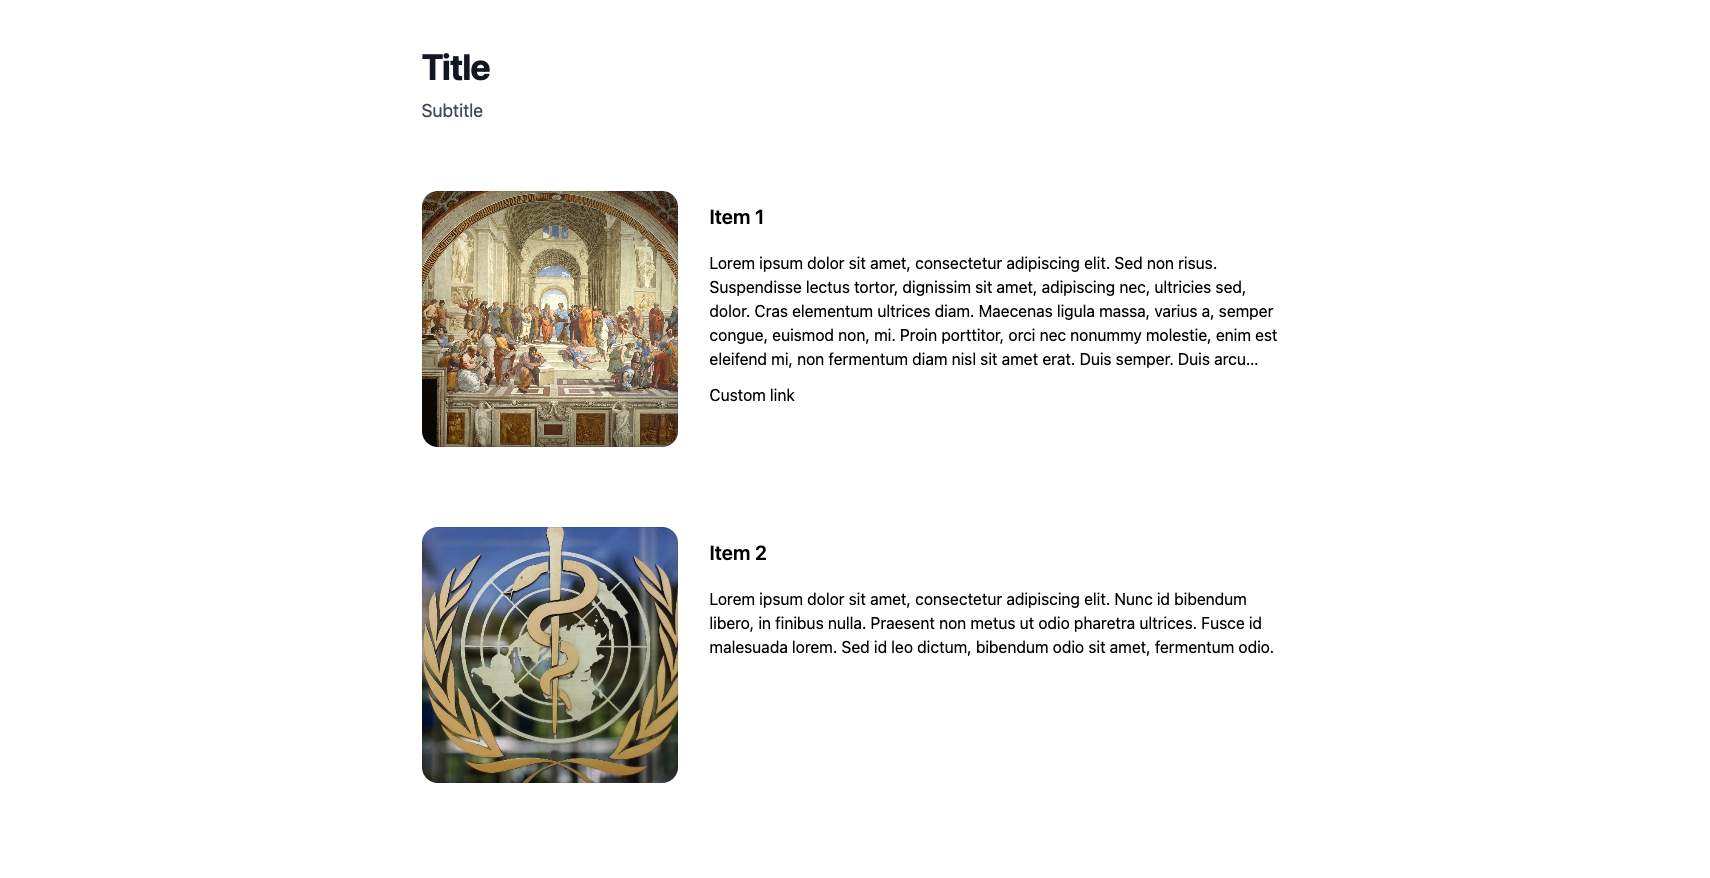 Title
Subtitle
Item 1
Lorem ipsum dolor sit amet, consectetur adipiscing elit. Sed non risus.
Suspendisse lectus tortor, dignissim sit amet, adipiscing nec, ultricies sed,
dolor. Cras elementum ultrices diam. Maecenas ligula massa, varius a, semper
congue, euismod non, mi. Proin porttitor, orci nec nonummy molestie, enim est
eleifend mi, non fermentum diam nisl sit amet erat. Duis semper. Duis arcu...
Custom link
Item 2
Lorem ipsum dolor sit amet, consectetur adipiscing elit. Nunc id bibendum
libero, in finibus nulla. Praesent non metus ut odio pharetra ultrices. Fusce id
malesuada lorem. Sed id leo dictum, bibendum odio sit amet, fermentum odio.